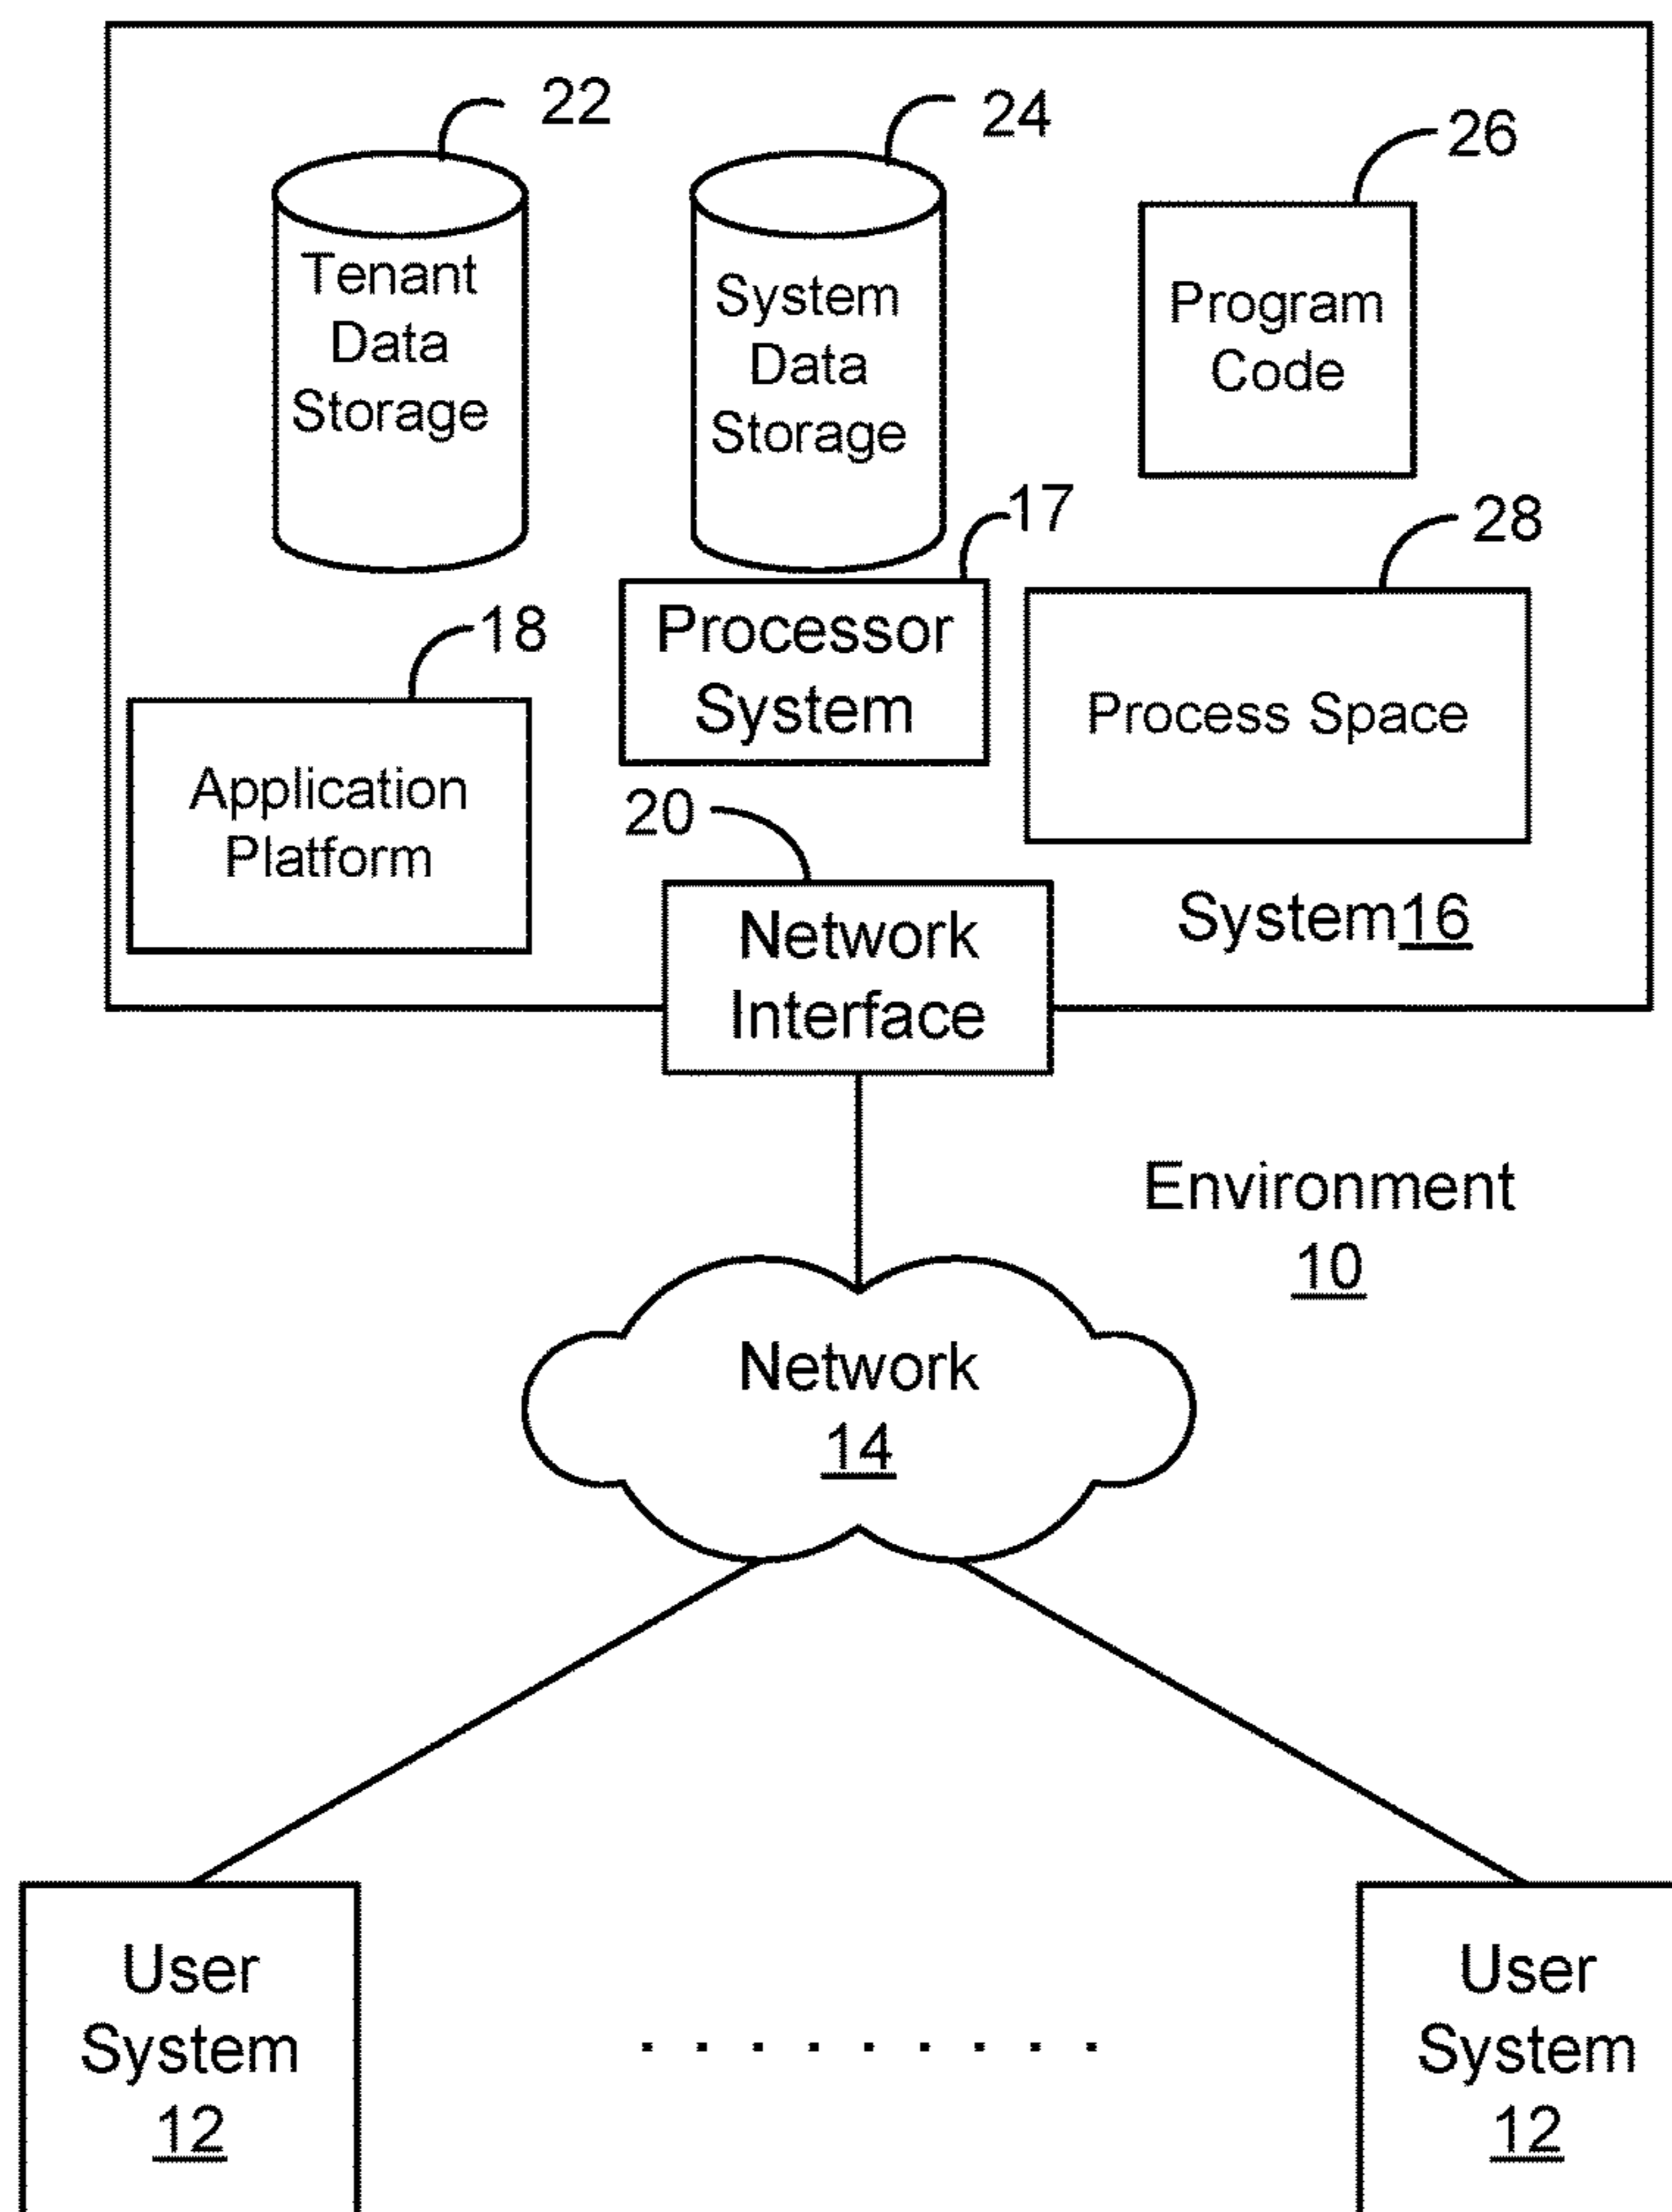 22
24
26
Tenant
Data
Storage
System
Data
Storage
Program
Code
17
28
18
Processor
System
Process Space
Application
Platform
20
Network
Interface
System16
Environment
10
Network
14
User
System
12
. . . . . . . . .
User
System
12